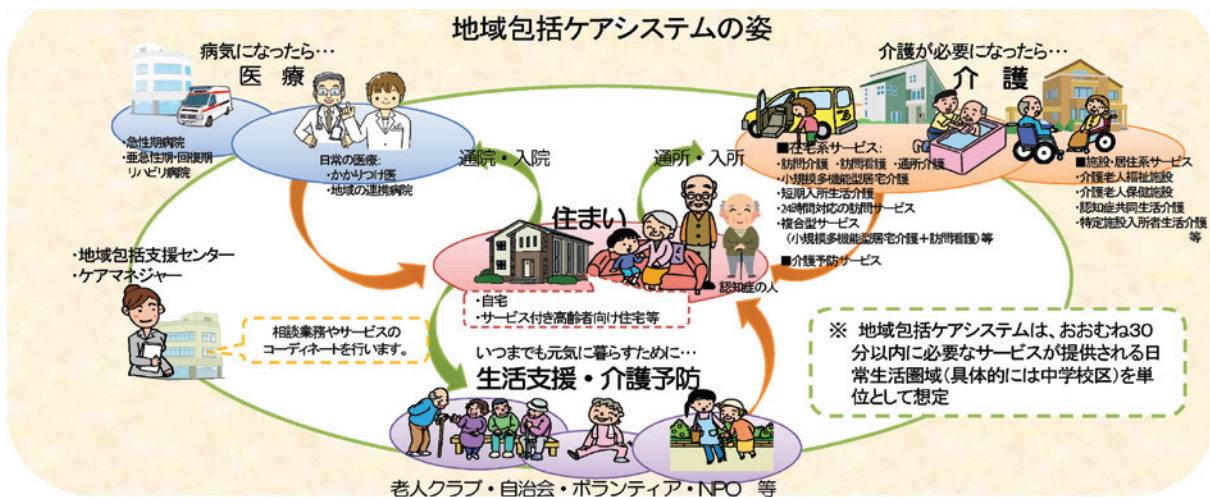 地域包括ケアシステムの姿
病気になったら…
医 療
・急性期病院
・亜急性期・回復期
リハビリ病院
日常の医療:
・かかりつけ医
・地域の連携病院
通院・入院
通所・入所
介護が必要になったら…
介 護
■在宅系サービス:
・訪問介護 ・訪問看護 ・通所介護
・小規模多機能型居宅介護
・短期入所生活介護
・24時間対応の訪問サービス
・複合型サービス
(小規模多機能型居宅介護+訪問看護)等
■介護予防サービス
■施設・居住系サービス
・介護老人福祉施設
・介護老人保健施設
・認知症共同生活介護
・特定施設入所者生活介護
等
住まい
認知症の人
・自宅
・サービス付き高齢者向け住宅等
・地域包括支援センター
・ケアマネジャー
相談業務やサービスの
コーディネートを行います。
いつまでも元気に暮らすために…
生活支援・介護予防
老人クラブ・自治会・ボランティア・NPO 等
※ 地域包括ケアシステムは、おおむね30
分以内に必要なサービスが提供される日
常生活圏域(具体的には中学校区)を単
位として想定